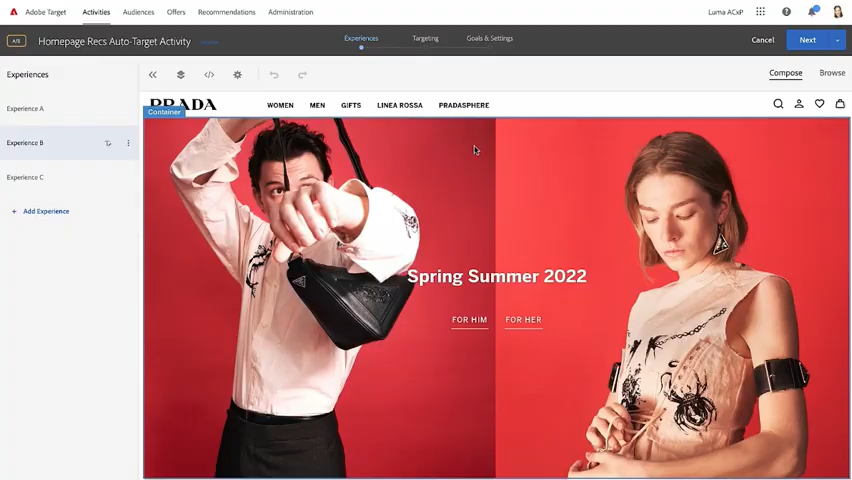 Adobe Target Activities Audiences Offers Recommendations Administration Luma ACxP
A/B Homepage Recs Auto-Target Activity Experiences Targeting Goals & Settings Cancel Next
Experiences Compose Browse
PRADA WOMEN MEN GIFTS LINEA ROSSA PRADASPHERE
Container
Experience A
Experience B
Experience C
+ Add Experience
Spring Summer 2022
FOR HIM FOR HER